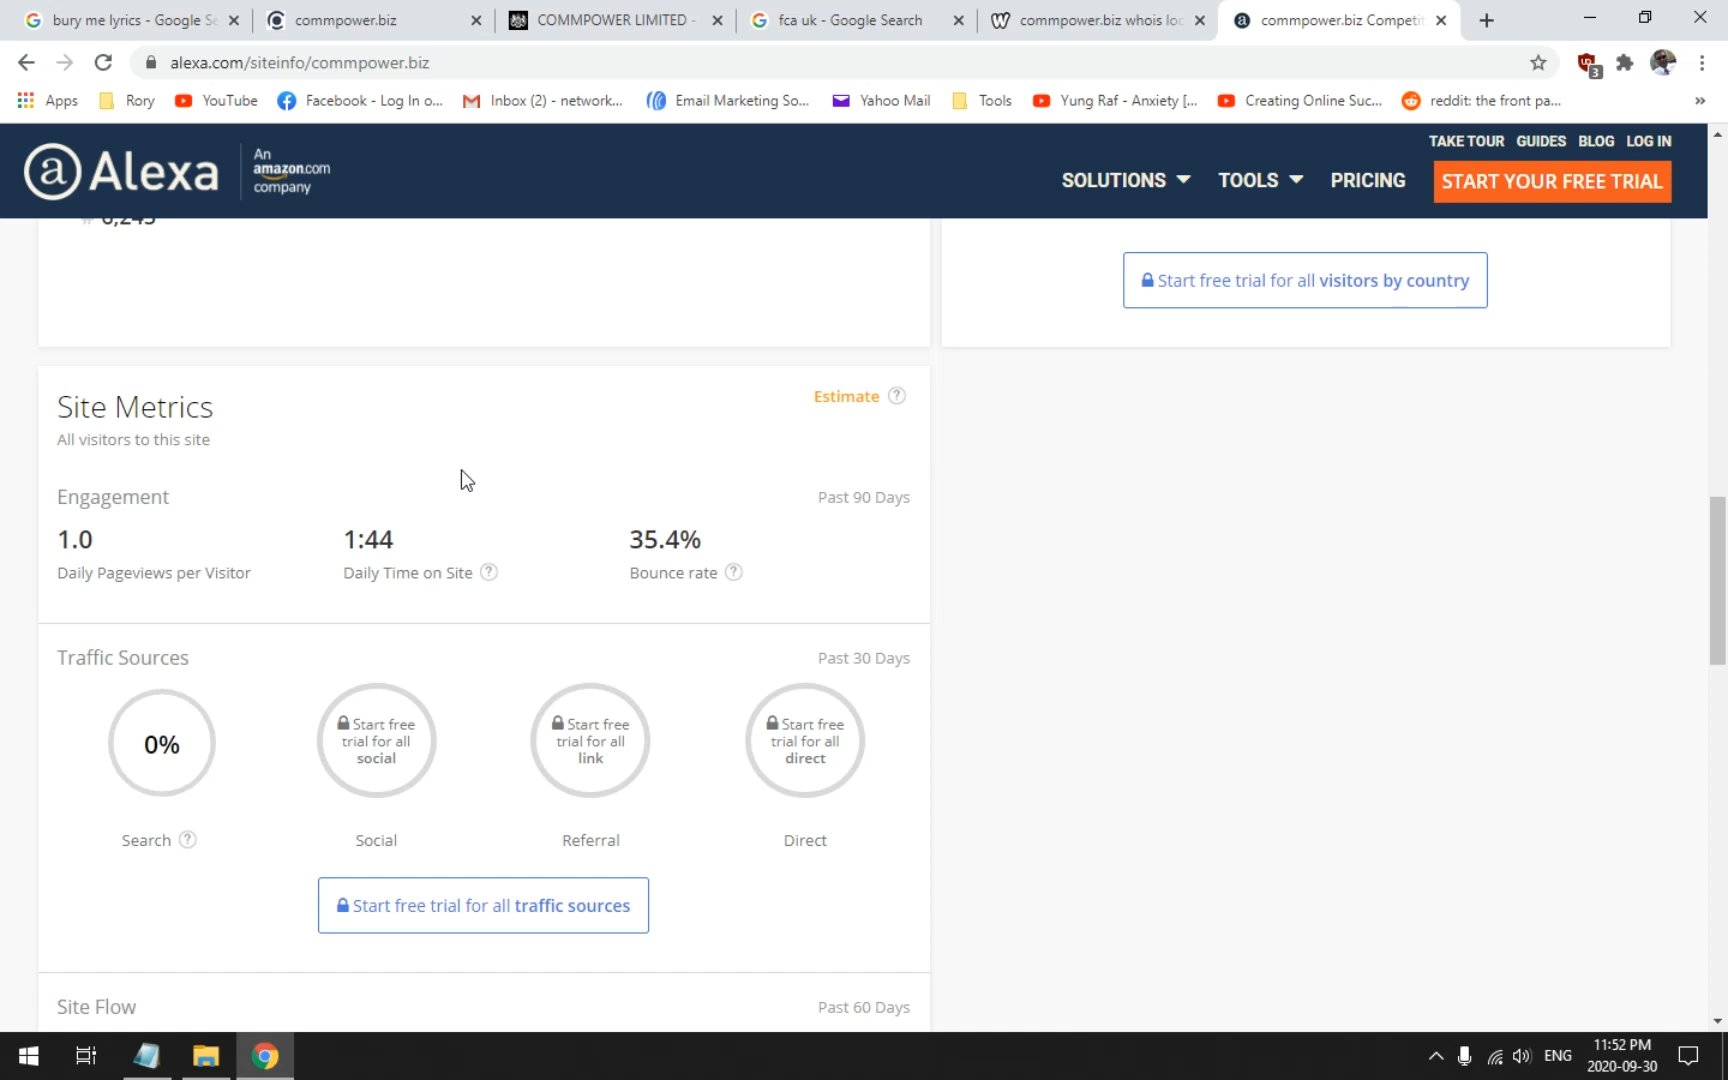 bury me lyrics - Google Se
commpower.biz
COMMPOWER LIMITED -
fca uk - Google Search
commpower.biz whois loo
commpower.biz Competit
alexa.com/siteinfo/commpower.biz
3
Apps
Rory
YouTube
Facebook - Log In o...
Inbox (2) - network...
Email Marketing So...
Yahoo Mail
Tools
Yung Raf - Anxiety [...
Creating Online Suc...
reddit: the front pa...
»
TAKE TOUR GUIDES BLOG LOG IN
Alexa
An
amazon.com
company
SOLUTIONS
TOOLS
PRICING
START YOUR FREE TRIAL
# 6,245
Start free trial for all visitors by country
Site Metrics
Estimate ?
All visitors to this site
Engagement
Past 90 Days
1.0
1:44
35.4%
Daily Pageviews per Visitor
Daily Time on Site ?
Bounce rate ?
Traffic Sources
Past 30 Days
0%
Start free
trial for all
social
Start free
trial for all
link
Start free
trial for all
direct
Search ?
Social
Referral
Direct
Start free trial for all traffic sources
Site Flow
Past 60 Days
ENG
11:52 PM
2020-09-30